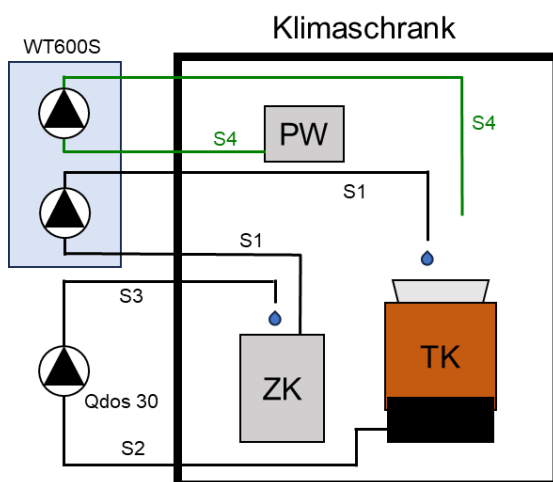 Klimaschrank
WT600S
PW
S4
S4
S1
S1
S3
TK
ZK
Qdos 30
S2